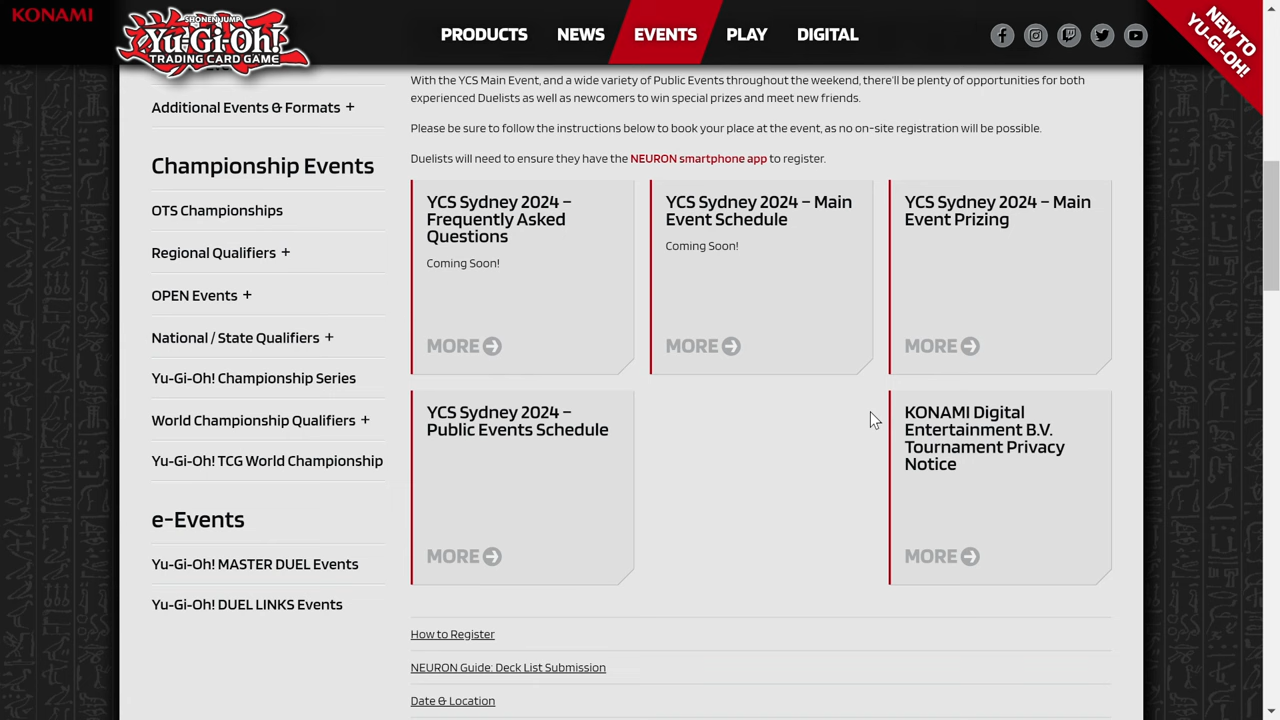 KONAMI
SHONEN JUMP
Yu-Gi-Oh!
TRADING CARD GAME
PRODUCTS
NEWS
EVENTS
PLAY
DIGITAL
NEW TO
YU-GI-OH!
Additional Events & Formats +
Championship Events
OTS Championships
Regional Qualifiers +
OPEN Events +
National / State Qualifiers +
Yu-Gi-Oh! Championship Series
World Championship Qualifiers +
Yu-Gi-Oh! TCG World Championship
e-Events
Yu-Gi-Oh! MASTER DUEL Events
Yu-Gi-Oh! DUEL LINKS Events
With the YCS Main Event, and a wide variety of Public Events throughout the weekend, there'll be plenty of opportunities for both
experienced Duelists as well as newcomers to win special prizes and meet new friends.
Please be sure to follow the instructions below to book your place at the event, as no on-site registration will be possible.
Duelists will need to ensure they have the NEURON smartphone app to register.
YCS Sydney 2024 –
Frequently Asked
Questions
Coming Soon!
MORE
YCS Sydney 2024 – Main
Event Schedule
Coming Soon!
MORE
YCS Sydney 2024 – Main
Event Prizing
MORE
YCS Sydney 2024 –
Public Events Schedule
MORE
KONAMI Digital
Entertainment B.V.
Tournament Privacy
Notice
MORE
How to Register
NEURON Guide: Deck List Submission
Date & Location